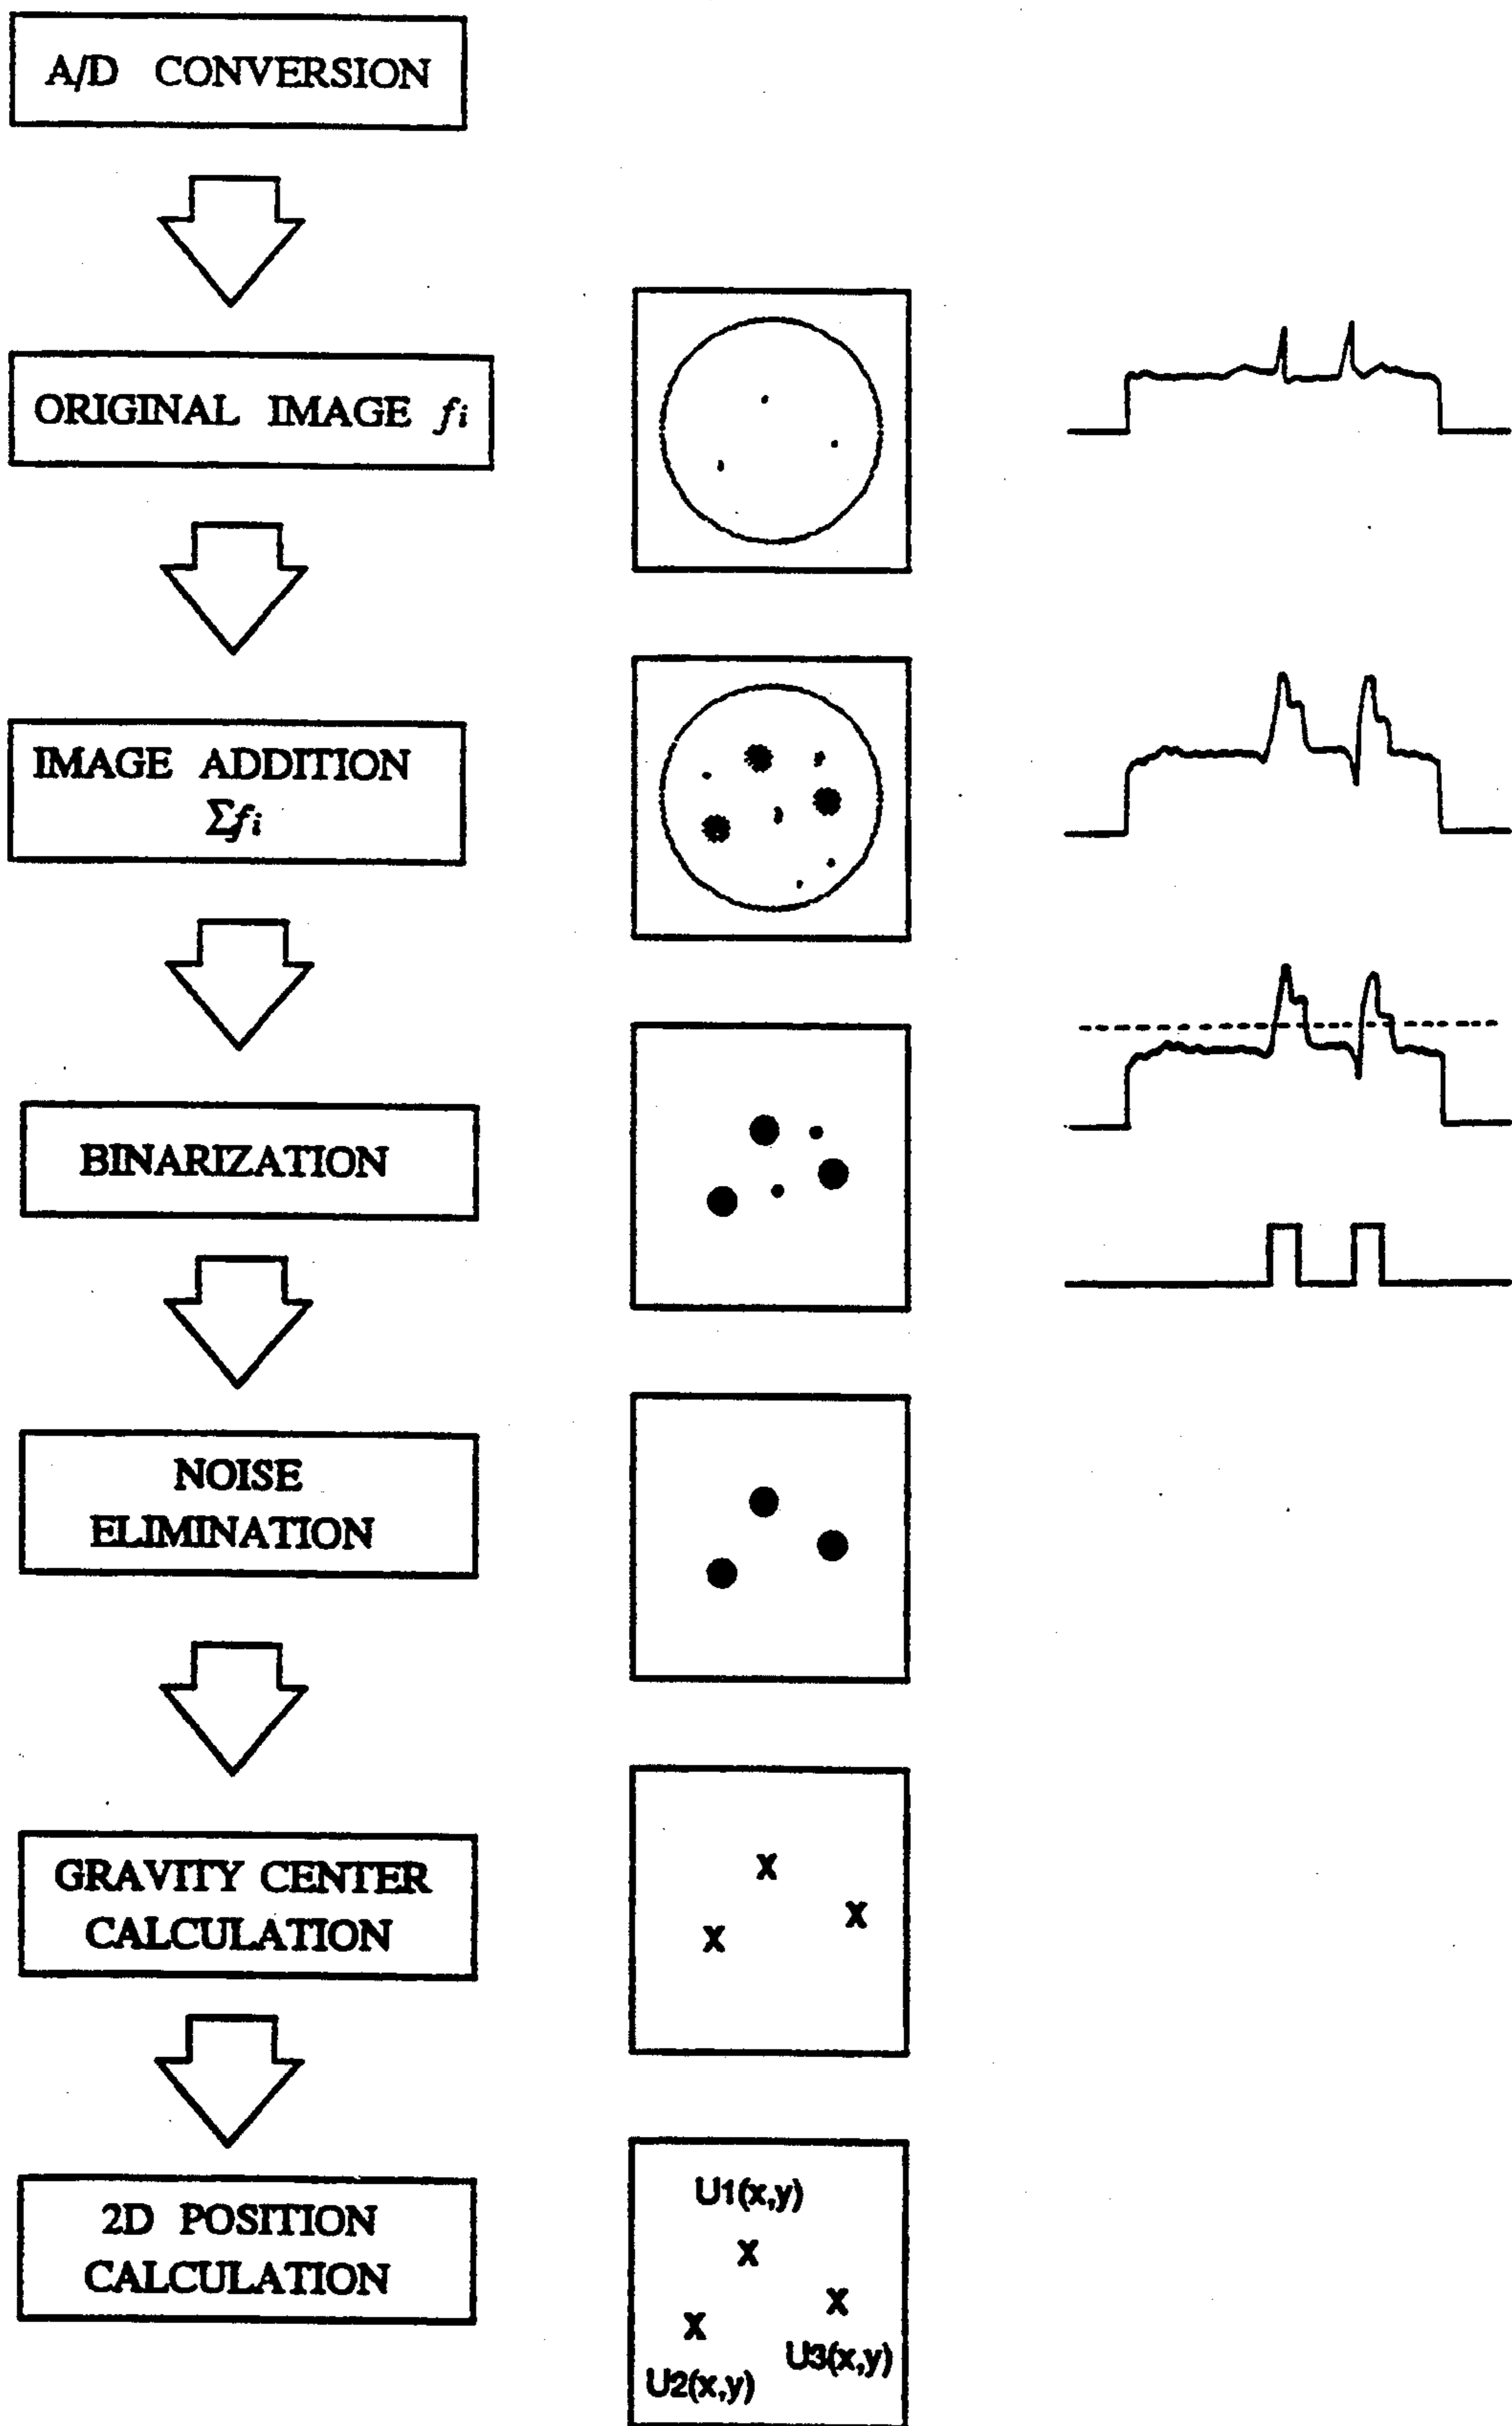 A/D CONVERSION
ORIGINAL IMAGE fi
IMAGE ADDITION
Σfi
BINARIZATION
NOISE
ELIMINATION
GRAVITY CENTER
CALCULATION
X
X
X
2D POSITION
CALCULATION
U1(x,y)
X
X
X
U3(x,y)
U2(x,y)